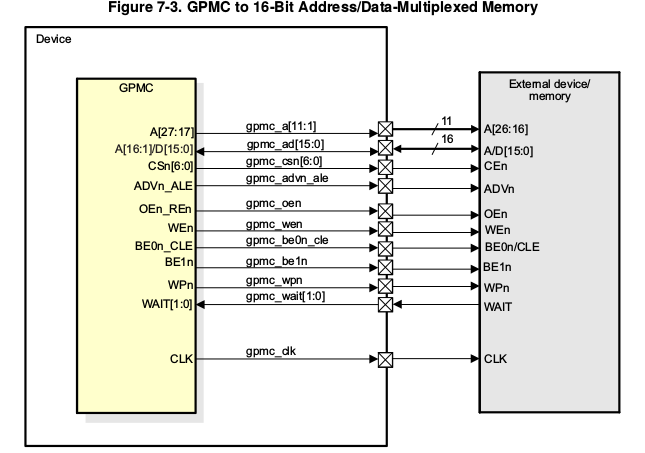 Figure 7-3. GPMC to 16-Bit Address/Data-Multiplexed Memory
Device
GPMC
External device/
memory
A[27:17]
gpmc_a[11:1]
11
A[26:16]
A[16:1]/D[15:0]
gpmc_ad[15:0]
16
A/D[15:0]
CSn[6:0]
gpmc_csn[6:0]
CEn
ADVn_ALE
gpmc_advn_ale
ADVn
OEn_REn
gpmc_oen
OEn
WEn
gpmc_wen
WEn
BE0n_CLE
gpmc_be0n_cle
BE0n/CLE
BE1n
gpmc_be1n
BE1n
WPn
gpmc_wpn
WPn
WAIT[1:0]
gpmc_wait[1:0]
WAIT
CLK
gpmc_clk
CLK